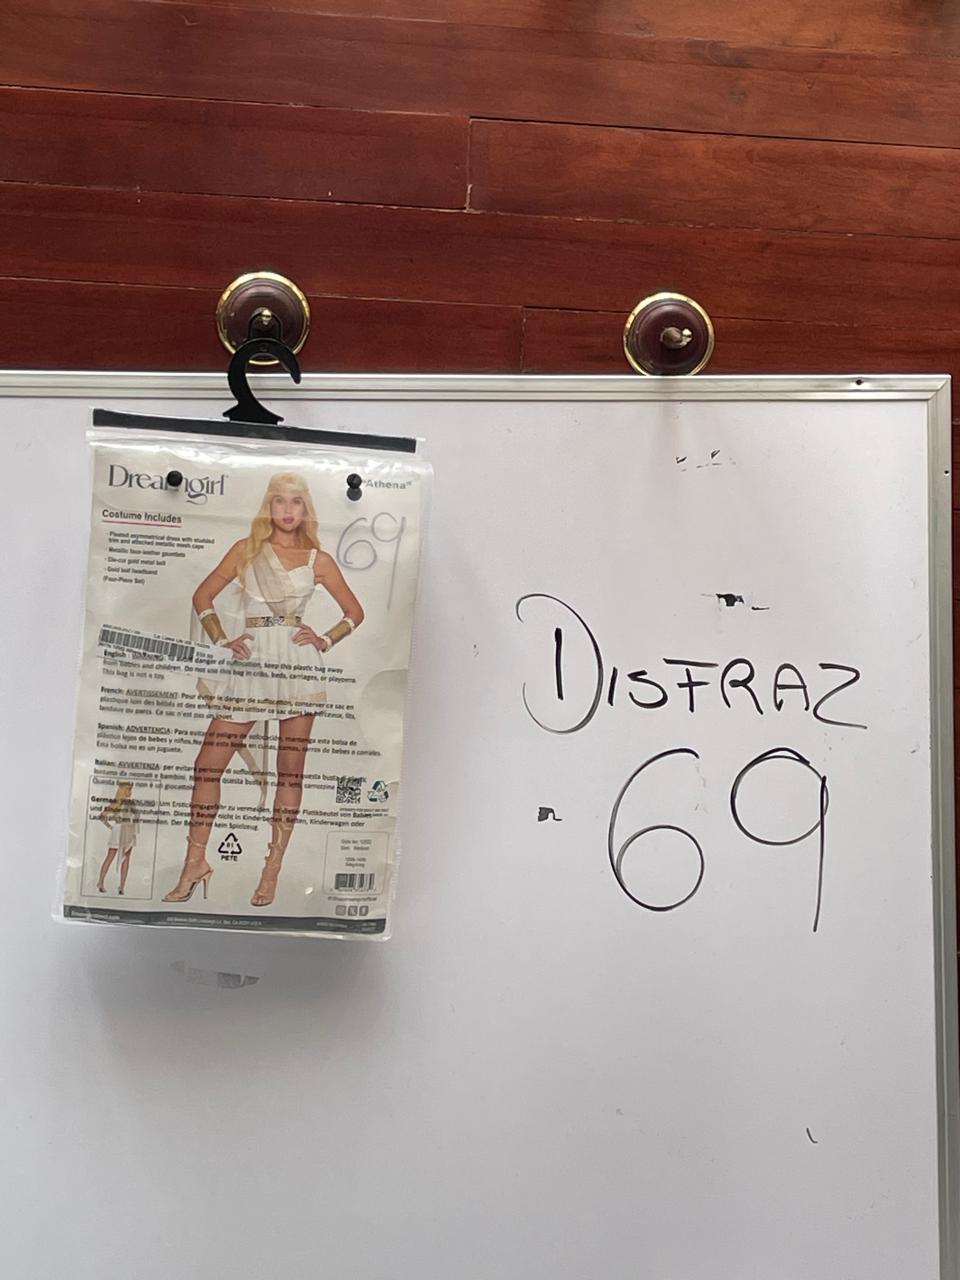 Dreamgirl
"Athena"
Costume Includes
- Pleated asymmetrical dress with studded
trim and attached metallic mesh cape
- Metallic faux-leather gauntlets
- Die-cut gold metal belt
- Gold leaf headband
(Four-Piece Set)
69
English: WARNING: To avoid danger of suffocation, keep this plastic bag away
from babies and children. Do not use this bag in cribs, beds, carriages, or playpens.
This bag is not a toy.
French: AVERTISSEMENT: Pour éviter le danger de suffocation, conserver ce sac en
plastique loin des bébés et des enfants. Ne pas utiliser ce sac dans les berceaux, lits,
landaus ou parcs. Ce sac n'est pas un jouet.
Spanish: ADVERTENCIA: Para evitar el peligro de sofocación, mantenga esta bolsa de
plástico lejos de bebes y niños. No use esta bolsa en cunas, camas, carros de bebes o corrales.
Esta bolsa no es un juguete.
Italian: AVVERTENZA: per evitare pericolo di soffocamento, tenere questa busta di plastic
lontano da neonati e bambini. Non usare questa busta in culle, letti, carrozzine
Questa busta non è un giocattolo.
German: WARNUNG: Um Erstickungsgefahr zu vermeiden, ist dieser Plastikbeutel von Babies
und Kindern fernzuhalten. Diesen Beutel nicht in Kinderbetten, Betten, Kinderwagen oder
Laufställchen verwenden. Der Beutel ist kein Spielzeug.
01
PETE
Size: Medium
DISFRAZ
69